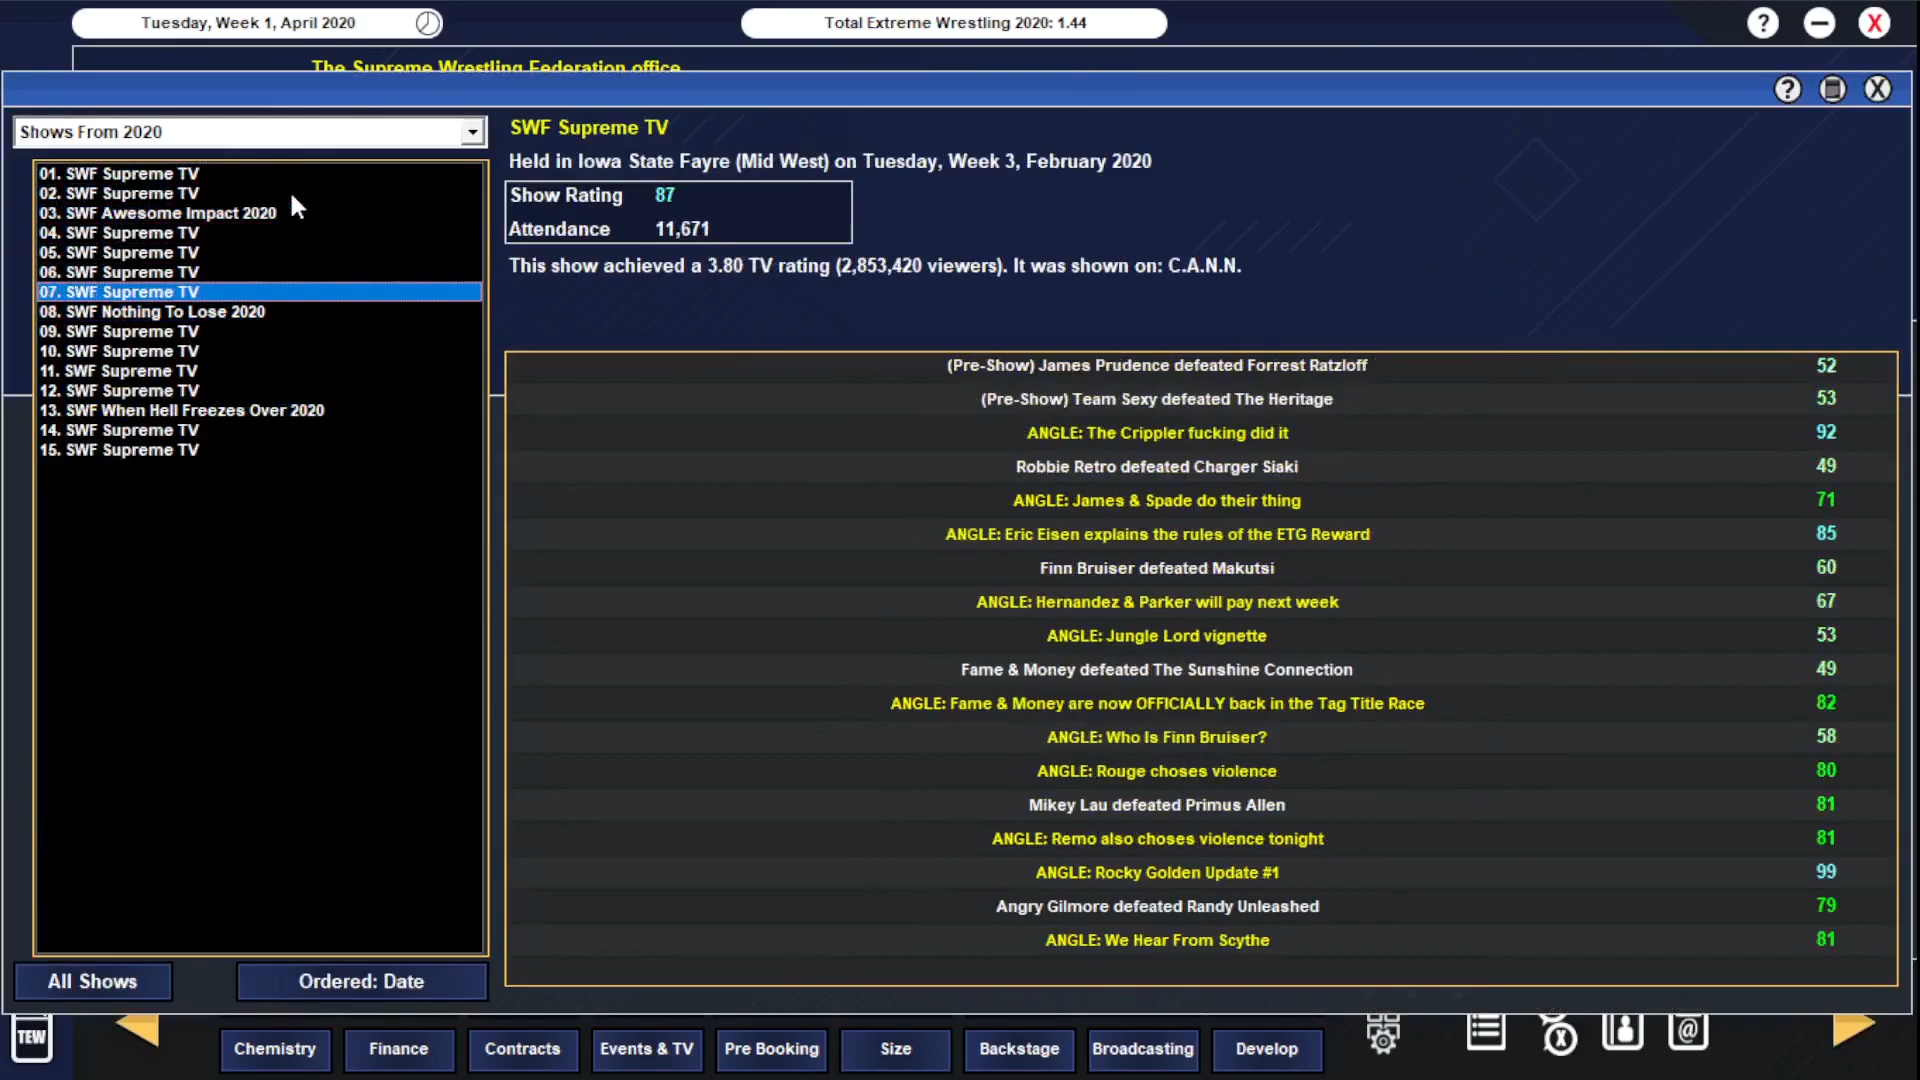 Tuesday, Week 1, April 2020
Total Extreme Wrestling 2020: 1.44
?
X
The Supreme Wrestling Federation office
?
X
Shows From 2020
01. SWF Supreme TV
02. SWF Supreme TV
03. SWF Awesome Impact 2020
04. SWF Supreme TV
05. SWF Supreme TV
06. SWF Supreme TV
07. SWF Supreme TV
08. SWF Nothing To Lose 2020
09. SWF Supreme TV
10. SWF Supreme TV
11. SWF Supreme TV
12. SWF Supreme TV
13. SWF When Hell Freezes Over 2020
14. SWF Supreme TV
15. SWF Supreme TV
SWF Supreme TV
Held in Iowa State Fayre (Mid West) on Tuesday, Week 3, February 2020
Show Rating 87
Attendance 11,671
This show achieved a 3.80 TV rating (2,853,420 viewers). It was shown on: C.A.N.N.
(Pre-Show) James Prudence defeated Forrest Ratzloff 52
(Pre-Show) Team Sexy defeated The Heritage 53
ANGLE: The Crippler fucking did it 92
Robbie Retro defeated Charger Siaki 49
ANGLE: James & Spade do their thing 71
ANGLE: Eric Eisen explains the rules of the ETG Reward 85
Finn Bruiser defeated Makutsi 60
ANGLE: Hernandez & Parker will pay next week 67
ANGLE: Jungle Lord vignette 53
Fame & Money defeated The Sunshine Connection 49
ANGLE: Fame & Money are now OFFICIALLY back in the Tag Title Race 82
ANGLE: Who Is Finn Bruiser? 58
ANGLE: Rouge choses violence 80
Mikey Lau defeated Primus Allen 81
ANGLE: Remo also choses violence tonight 81
ANGLE: Rocky Golden Update #1 99
Angry Gilmore defeated Randy Unleashed 79
ANGLE: We Hear From Scythe 81
All Shows
Ordered: Date
TEW
Chemistry
Finance
Contracts
Events & TV
Pre Booking
Size
Backstage
Broadcasting
Develop
X
@